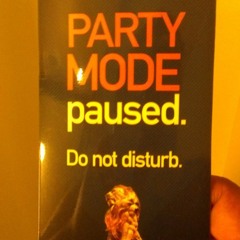 PARTY
MODE
paused.
Do not disturb.